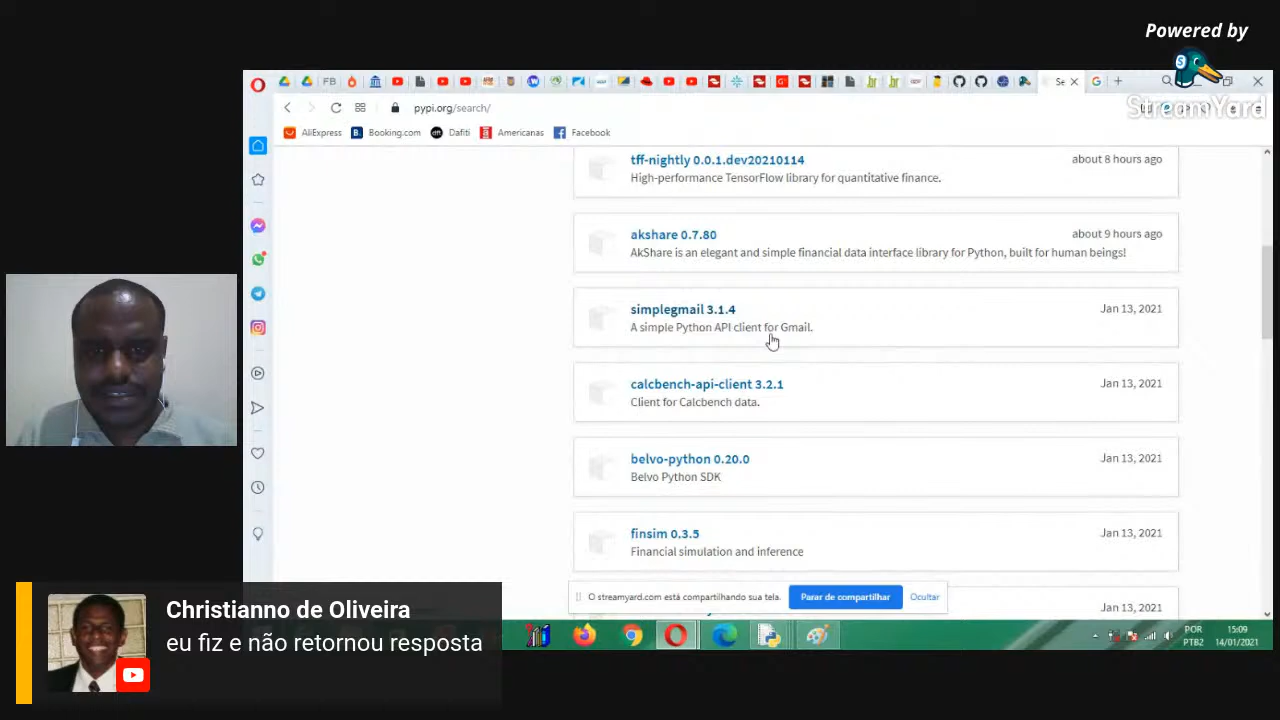 Powered by
StreamYard
FB
Se
pypi.org/search/
AliExpress
Booking.com
Dafiti
Americanas
Facebook
tff-nightly 0.0.1.dev20210114
about 8 hours ago
High-performance TensorFlow library for quantitative finance.
akshare 0.7.80
about 9 hours ago
AkShare is an elegant and simple financial data interface library for Python, built for human beings!
simplegmail 3.1.4
Jan 13, 2021
A simple Python API client for Gmail.
calcbench-api-client 3.2.1
Jan 13, 2021
Client for Calcbench data.
belvo-python 0.20.0
Jan 13, 2021
Belvo Python SDK
finsim 0.3.5
Jan 13, 2021
Financial simulation and inference
O streamyard.com está compartilhando sua tela.
Parar de compartilhar
Ocultar
Jan 13, 2021
Christianno de Oliveira
eu fiz e não retornou resposta
POR
PTB2
15:09
14/01/2021